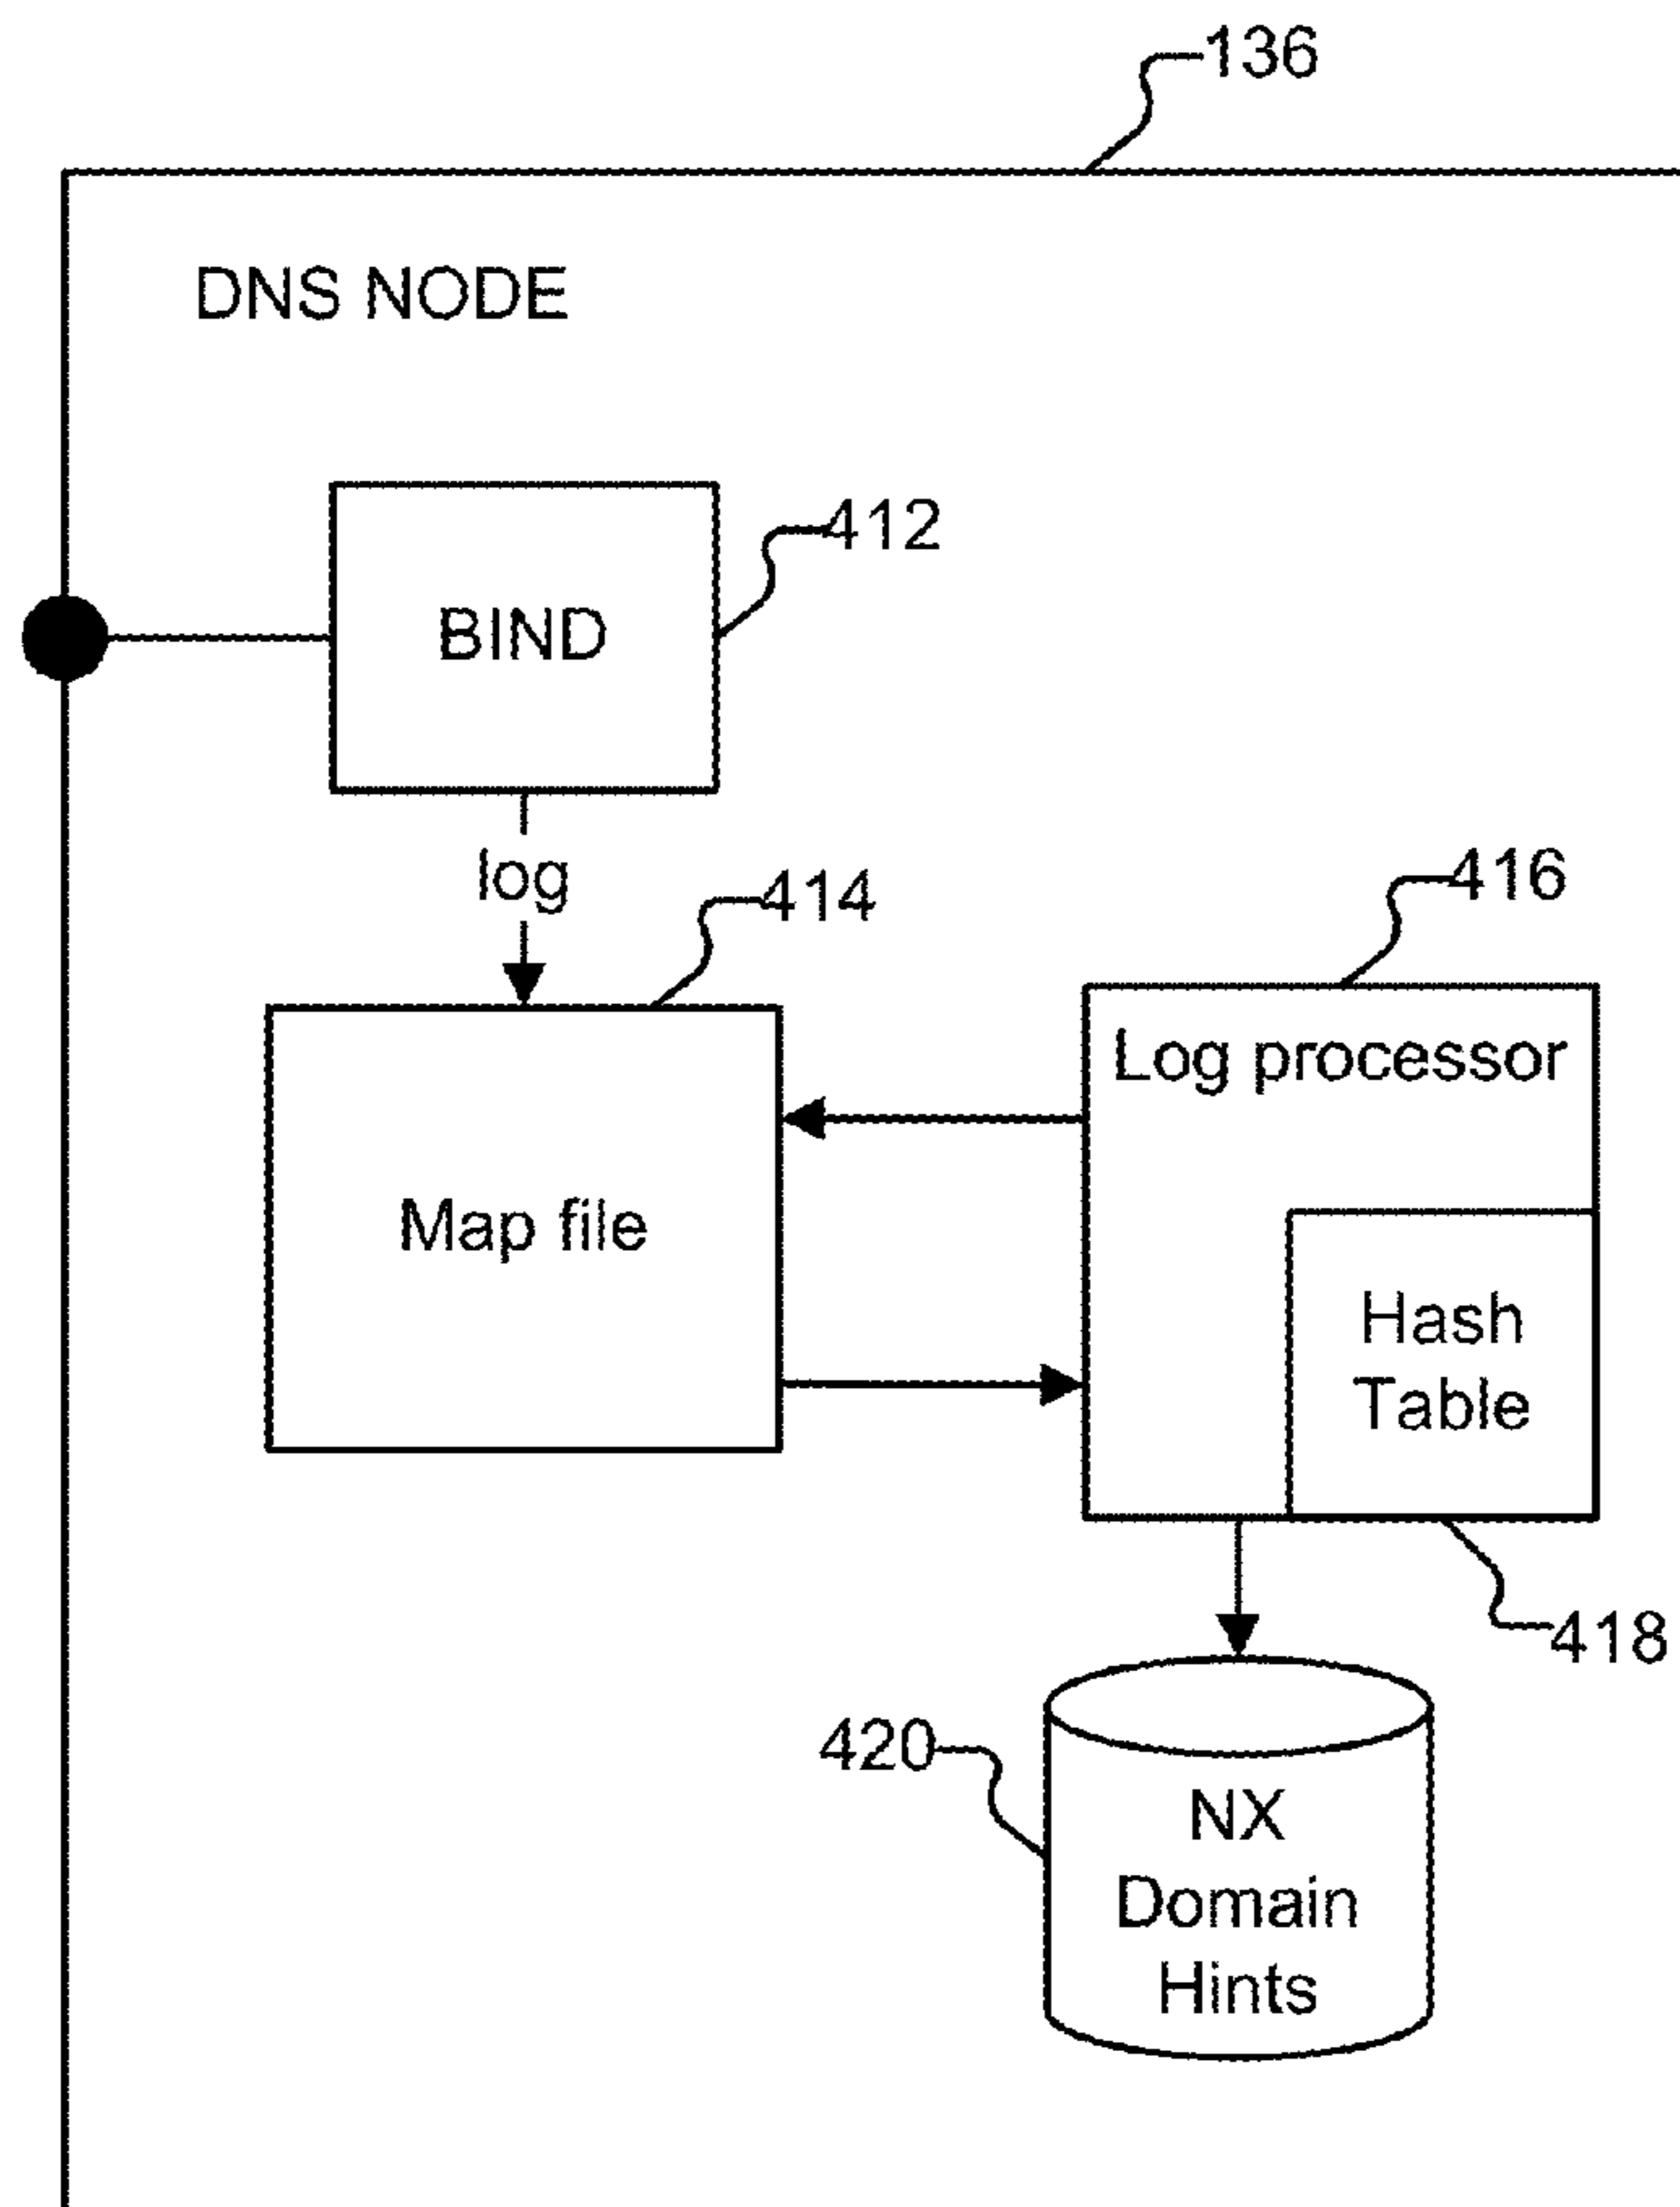 136
DNS NODE
412
BIND
log
414
416
Log processor
Map file
Hash
Table
418
420
NX
Domain
Hints